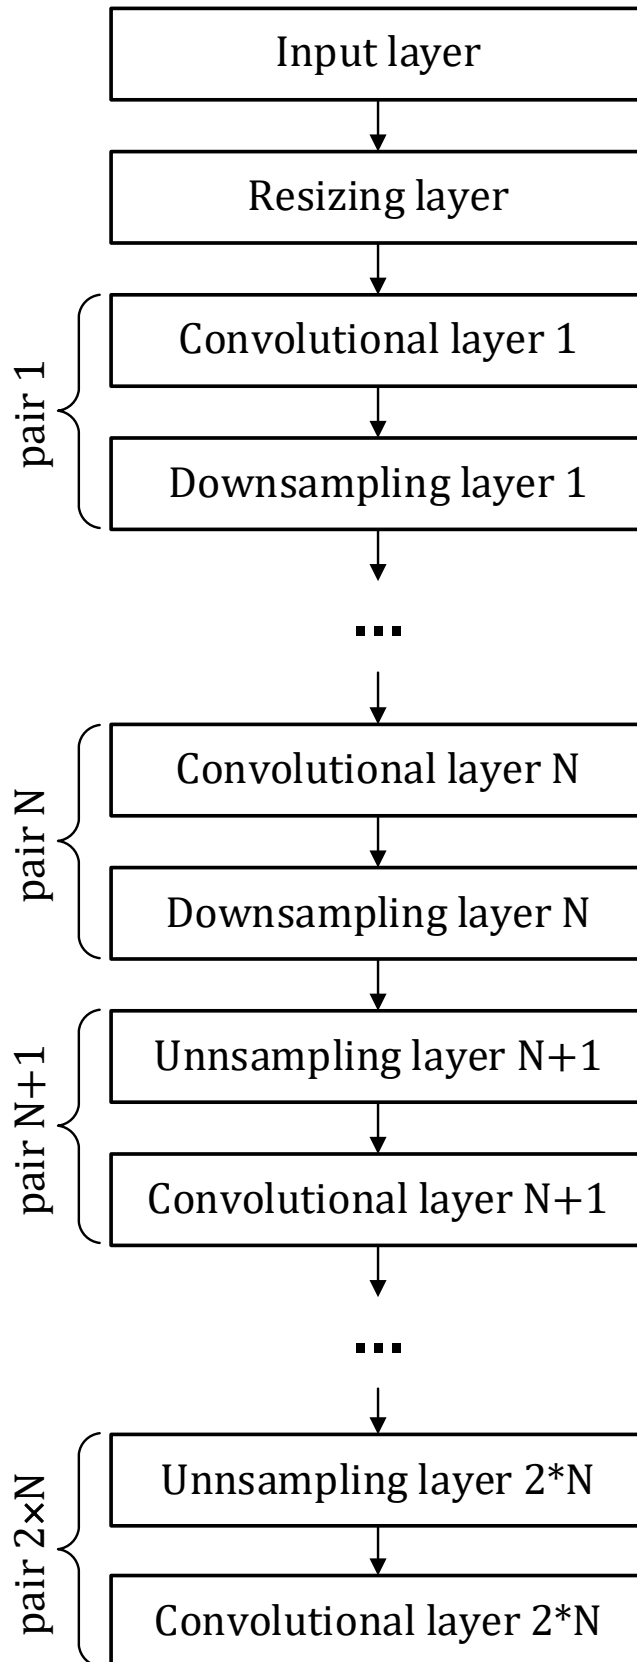 Input layer
Resizing layer
pair 1
Convolutional layer 1
Downsampling layer 1
...
pair N
Convolutional layer N
Downsampling layer N
pair N+1
Unnsampling layer N+1
Convolutional layer N+1
...
pair 2×N
Unnsampling layer 2*N
Convolutional layer 2*N